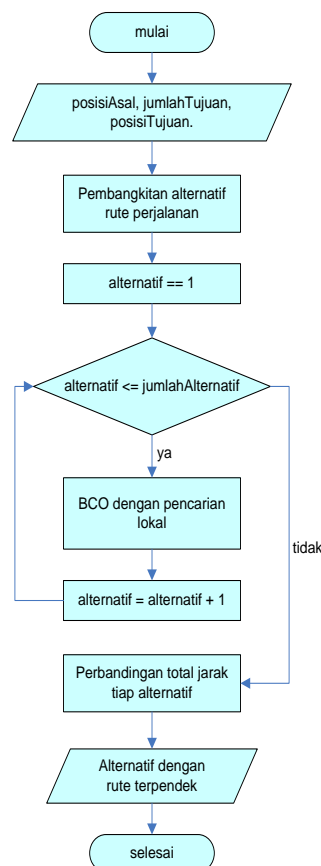 mulai
posisiAsal, jumlahTujuan,
posisiTujuan.
Pembangkitan alternatif
rute perjalanan
alternatif == 1
alternatif <= jumlahAlternatif
ya
BCO dengan pencarian
lokal
tidak
alternatif = alternatif + 1
Perbandingan total jarak
tiap alternatif
Alternatif dengan
rute terpendek
selesai